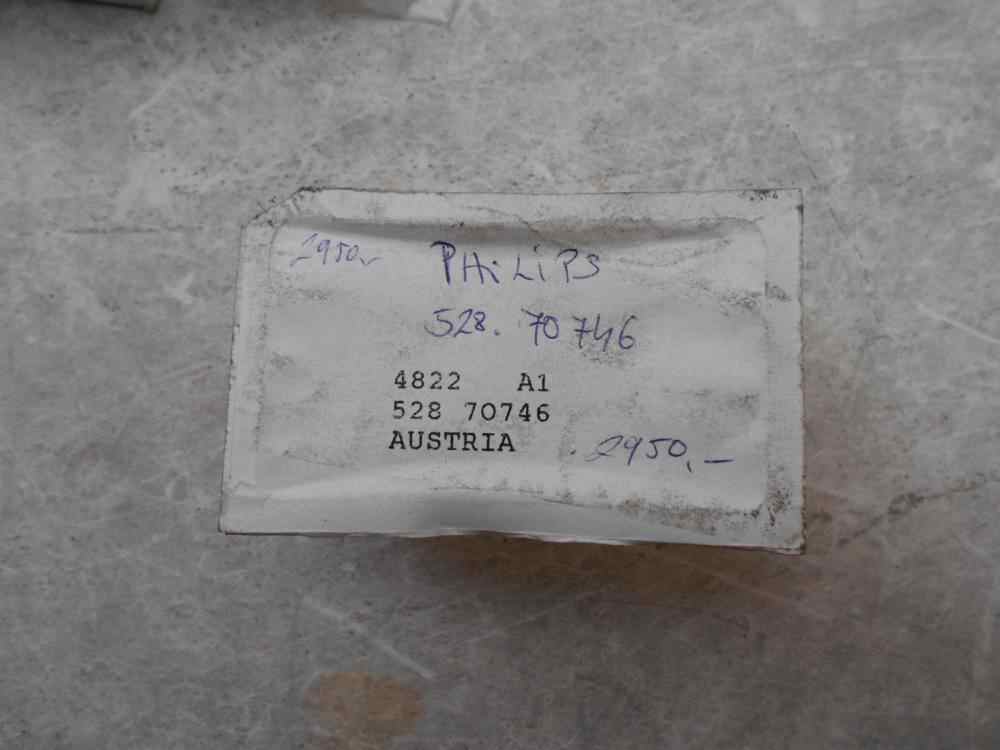 2950,-
PHiLiPS
528. 70746
4822 A1
528 70746
AUSTRIA
2950,-